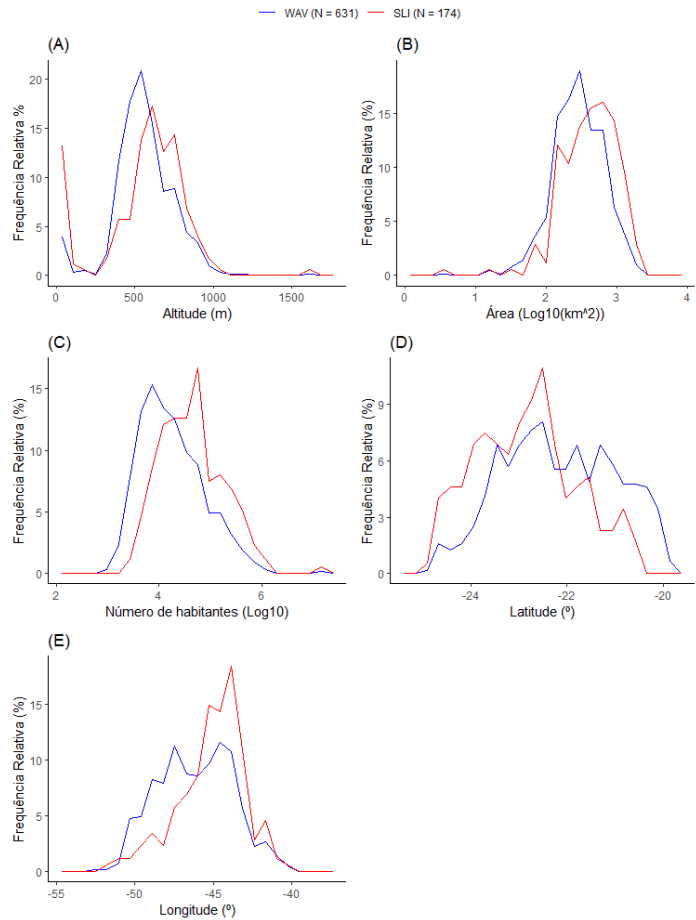 WAV (N = 631) SLI (N = 174)
(A)
Frequência Relativa %
20
15
10
5
0
0 500 1000 1500
Altitude (m)
(B)
Frequência Relativa (%)
15
10
5
0
0 1 2 3 4
Área (Log10(km^2))
(C)
Frequência Relativa (%)
15
10
5
0
2 4 6
Número de habitantes (Log10)
(D)
Frequência Relativa (%)
9
6
3
0
-24 -22 -20
Latitude (º)
(E)
Frequência Relativa (%)
15
10
5
0
-55 -50 -45 -40
Longitude (º)